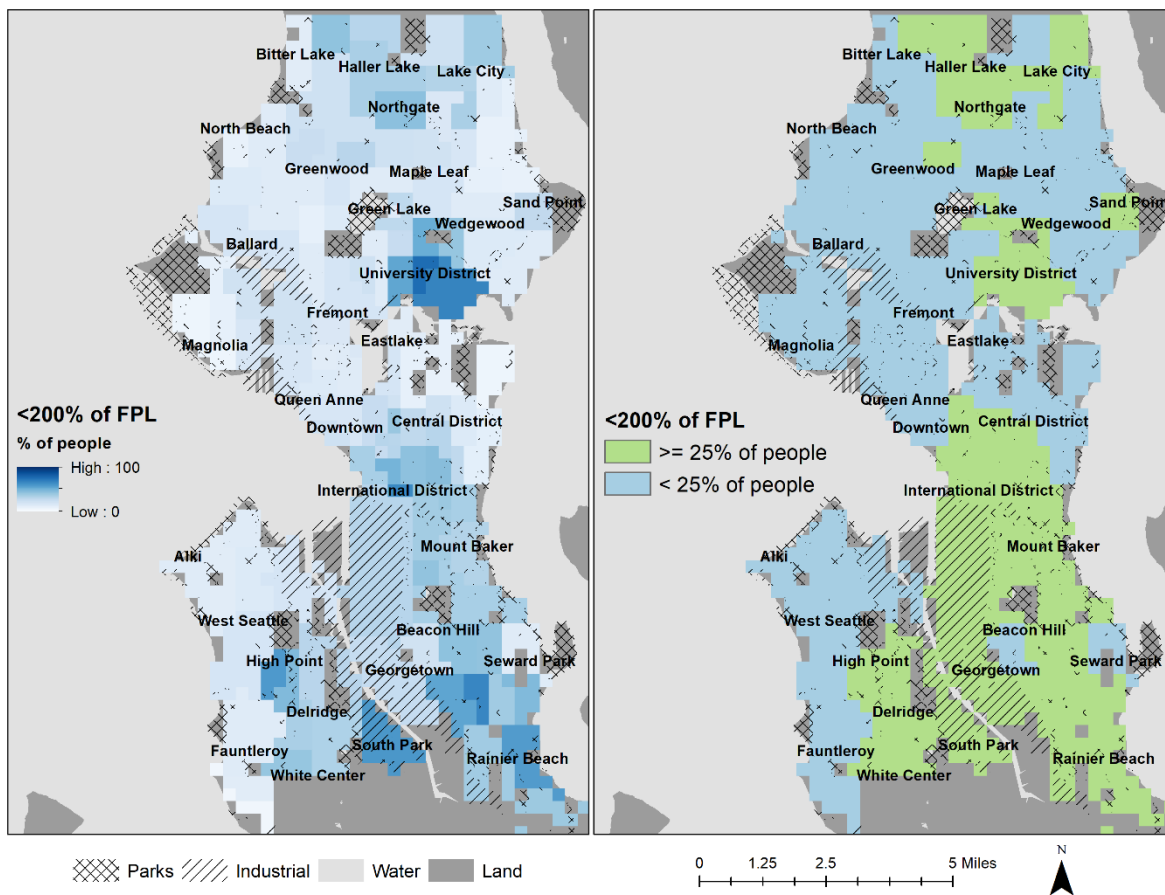 Bitter Lake
Haller Lake
Lake City
Northgate
North Beach
Greenwood
Maple Leaf
Sand Point
Green Lake
Wedgewood
Ballard
University District
Fremont
Eastlake
Magnolia
Queen Anne
Central District
Downtown
International District
Mount Baker
Alki
West Seattle
Beacon Hill
High Point
Seward Park
Georgetown
Delridge
South Park
Fauntleroy
Rainier Beach
White Center
<200% of FPL
% of people
High : 100
Low : 0
Bitter Lake
Haller Lake
Lake City
Northgate
North Beach
Greenwood
Maple Leaf
Sand Point
Green Lake
Wedgewood
Ballard
University District
Fremont
Eastlake
Magnolia
Queen Anne
Central District
Downtown
International District
Mount Baker
Alki
West Seattle
Beacon Hill
High Point
Seward Park
Georgetown
Delridge
South Park
Fauntleroy
Rainier Beach
White Center
<200% of FPL
>= 25% of people
< 25% of people
Parks Industrial Water Land
0 1.25 2.5 5 Miles
N